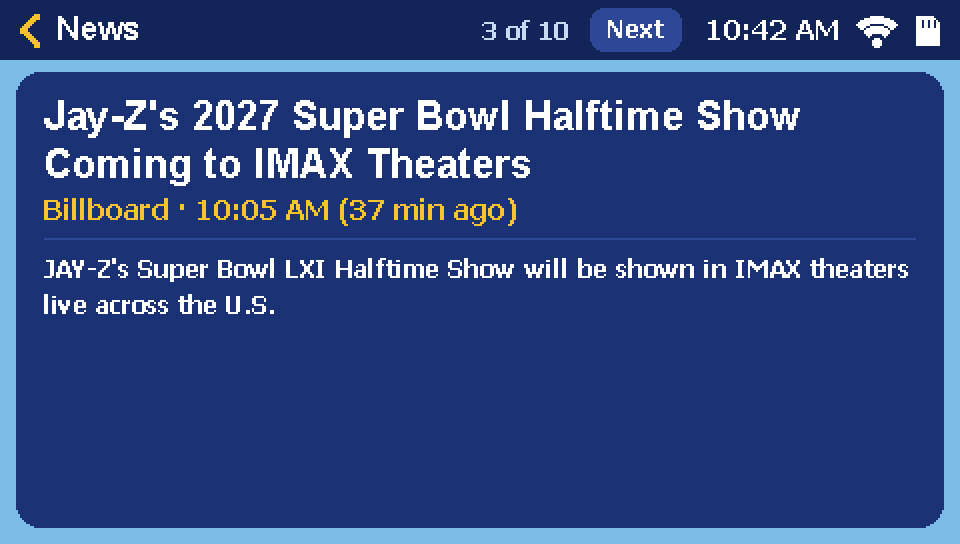 News
3 of 10
Next
10:42 AM
Jay-Z's 2027 Super Bowl Halftime Show
Coming to IMAX Theaters
Billboard · 10:05 AM (37 min ago)
JAY-Z's Super Bowl LXI Halftime Show will be shown in IMAX theaters
live across the U.S.